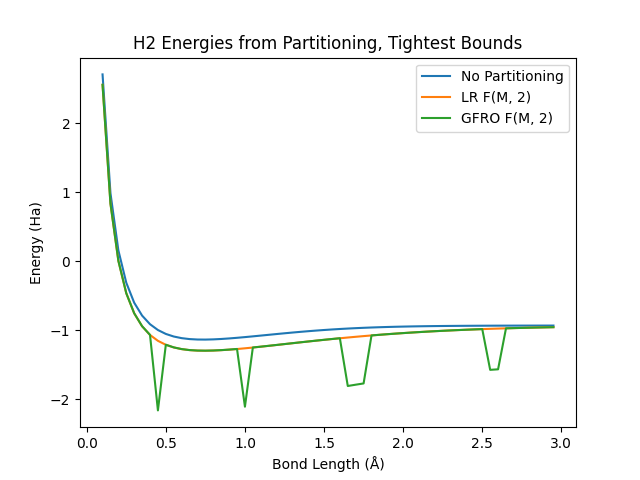 H2 Energies from Partitioning, Tightest Bounds
No Partitioning
LR F(M, 2)
GFRO F(M, 2)
Energy (Ha)
2
1
0
−1
−2
0.0 0.5 1.0 1.5 2.0 2.5 3.0
Bond Length (Å)